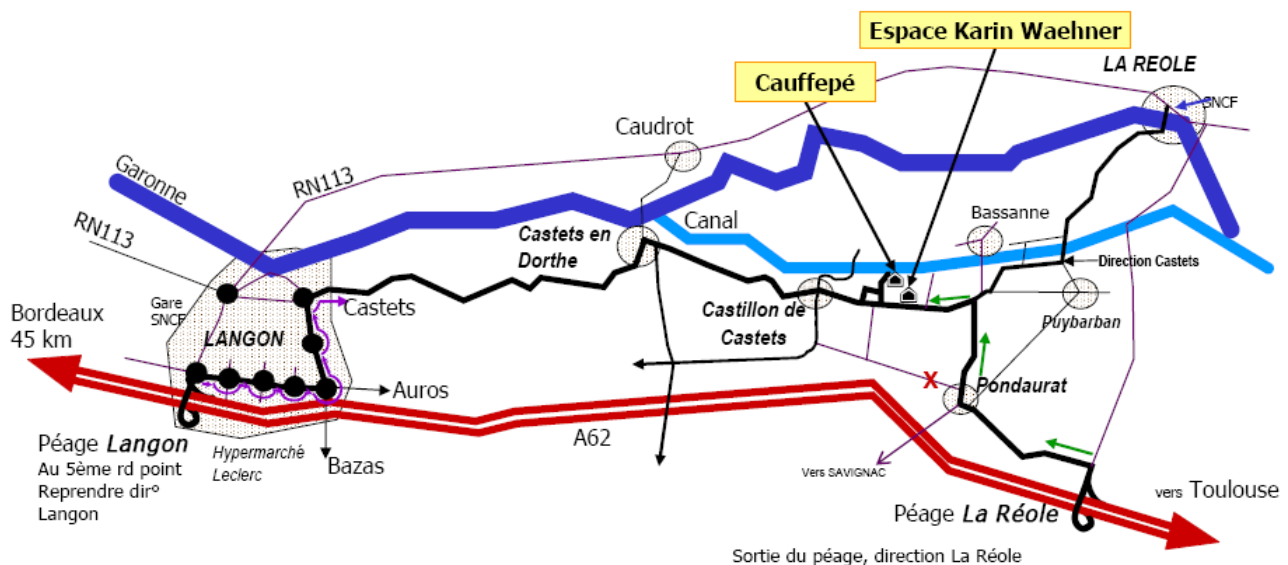 Espace Karin Waehner
LA REOLE
Cauffepé
SNCF
Caudrot
Garonne
RN113
RN113
Canal
Bassanne
Castets en
Dorthe
Direction Castets
Gare
SNCF
Castets
Bordeaux
45 km
LANGON
Castillon de
Castets
Puybarban
X
Pondaurat
Auros
A62
Péage Langon
Au 5ème rd point
Reprendre dir°
Langon
Hypermarché
Leclerc
Bazas
Vers SAVIGNAC
vers Toulouse
Péage La Réole
Sortie du péage, direction La Réole